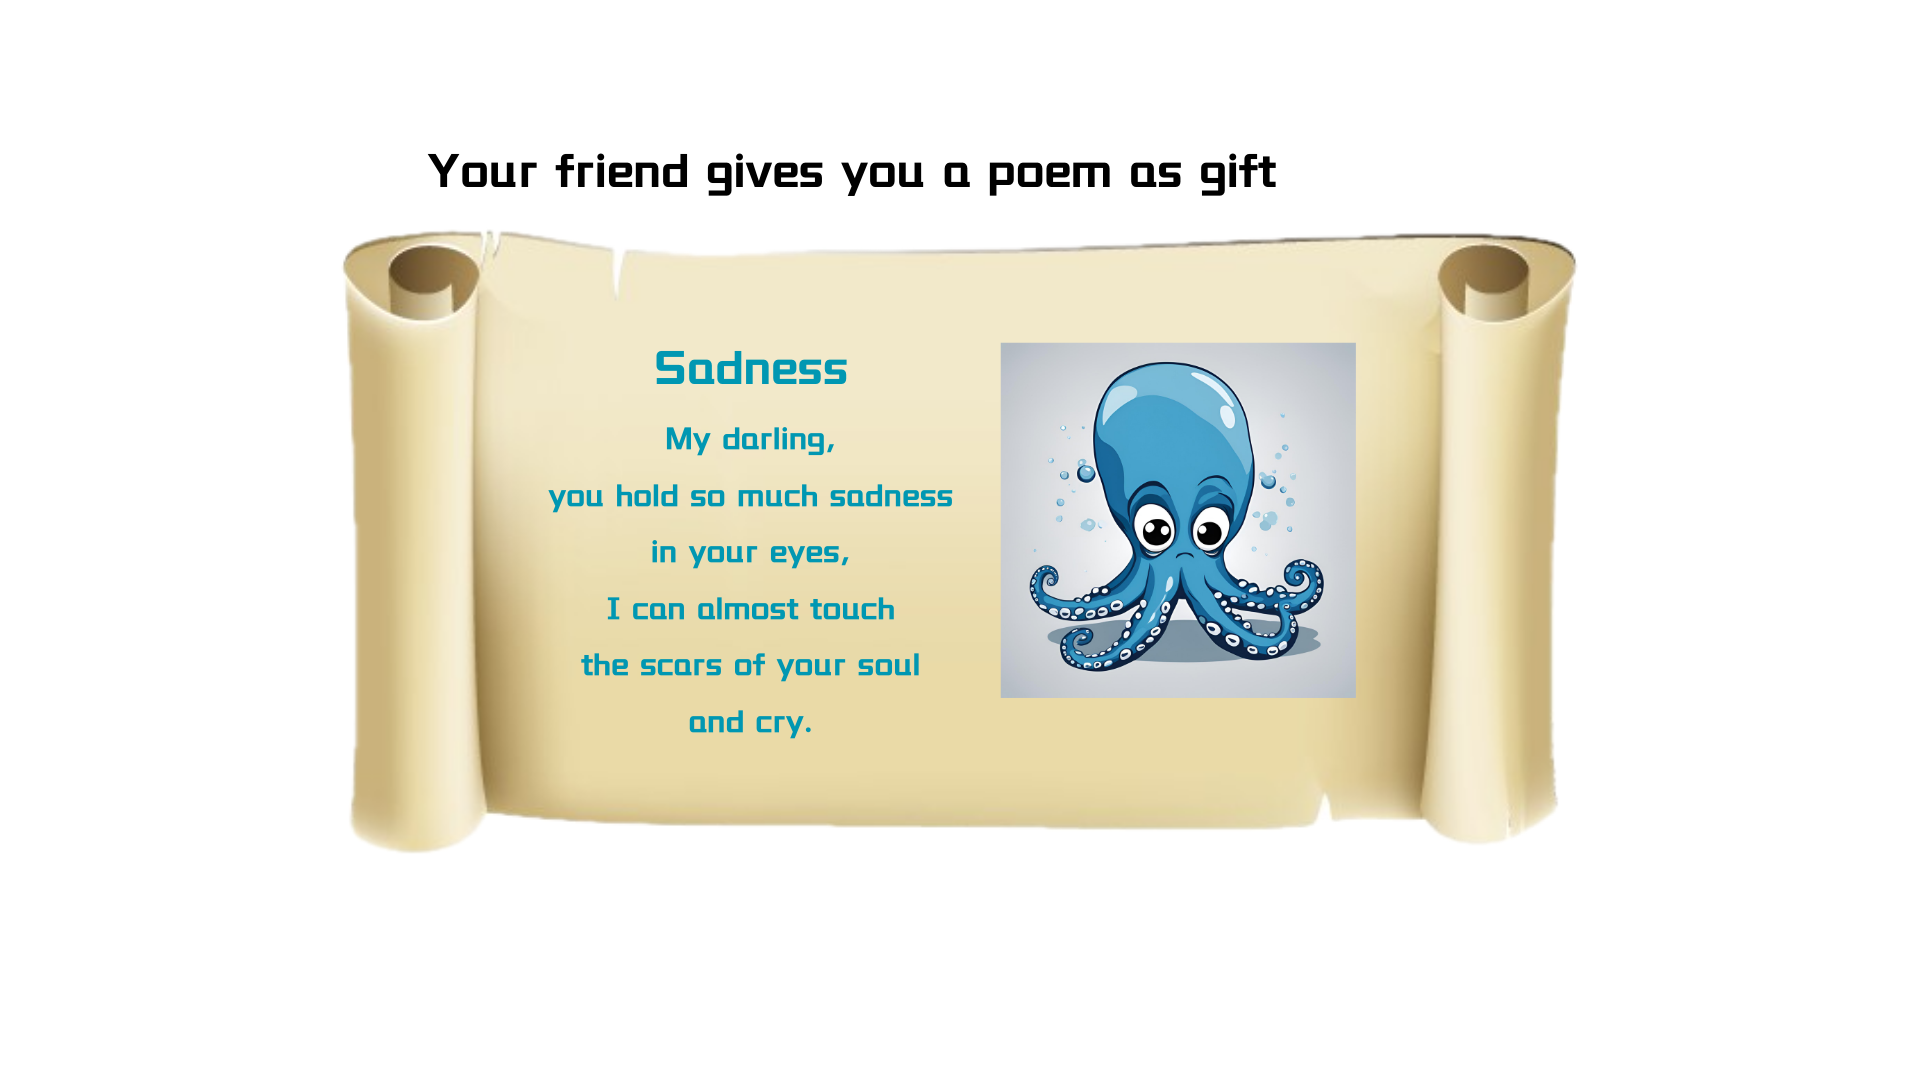 Your friend gives you a poem as gift
Sadness
My darling,
you hold so much sadness
in your eyes,
I can almost touch
the scars of your soul
and cry.